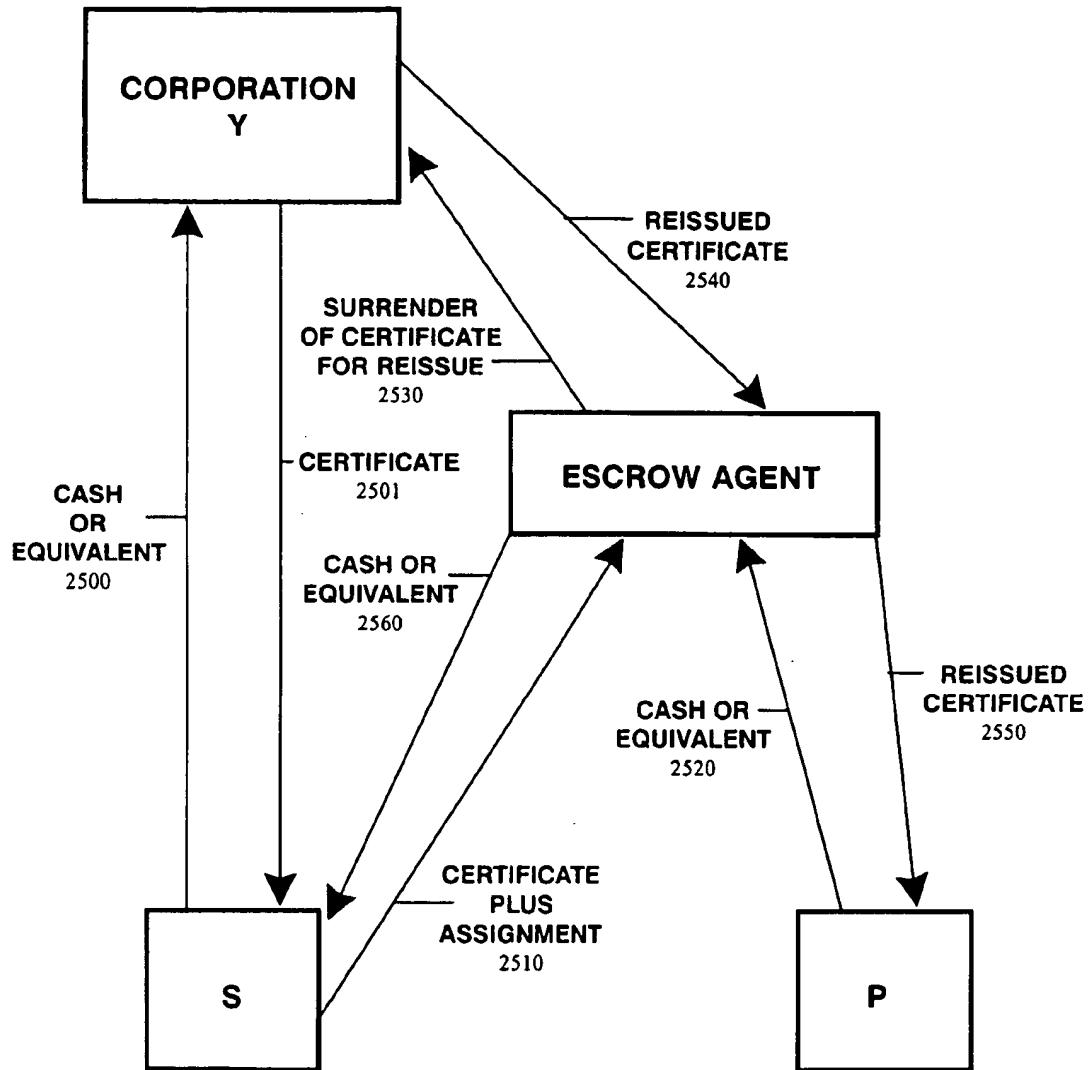 CORPORATION
Y
REISSUED
CERTIFICATE
2540
SURRENDER
OF CERTIFICATE
FOR REISSUE
2530
ESCROW AGENT
CERTIFICATE
2501
CASH
OR
EQUIVALENT
2500
CASH OR
EQUIVALENT
2560
REISSUED
CERTIFICATE
2550
CASH OR
EQUIVALENT
2520
CERTIFICATE
PLUS
ASSIGNMENT
2510
S
P